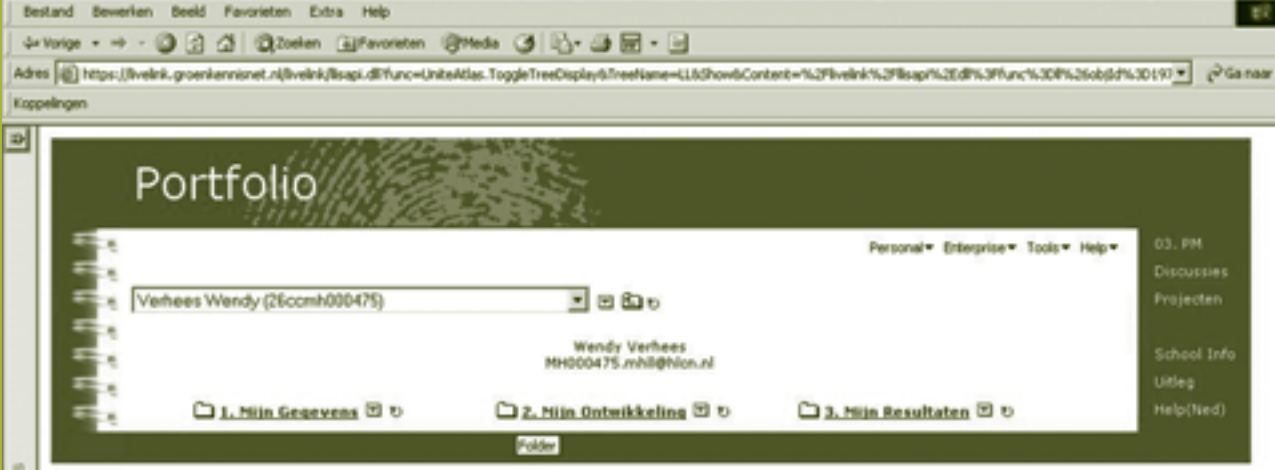 Bestand Bewerken Beeld Favorieten Extra Help
Vorige Zoeken Favorieten Media
Adres https://livelink.groenkennisnet.nl/livelink/llisapi.dll?func=UniteAtlas.ToggleTreeDisplay&TreeName=LL&Show&Content=%2Flivelink%2Fllisapi%2Edll%3Ffunc%3Dll%26objId%3D197 Ga naar
Koppelingen
Portfolio
Personal Enterprise Tools Help
03. PM
Discussies
Verhees Wendy (26ccmh000475)
Projecten
Wendy Verhees
MH000475.mhil@hlcn.nl
School Info
Uitleg
1. Mijn Gegevens 2. Mijn Ontwikkeling 3. Mijn Resultaten
Help(Ned)
Folder